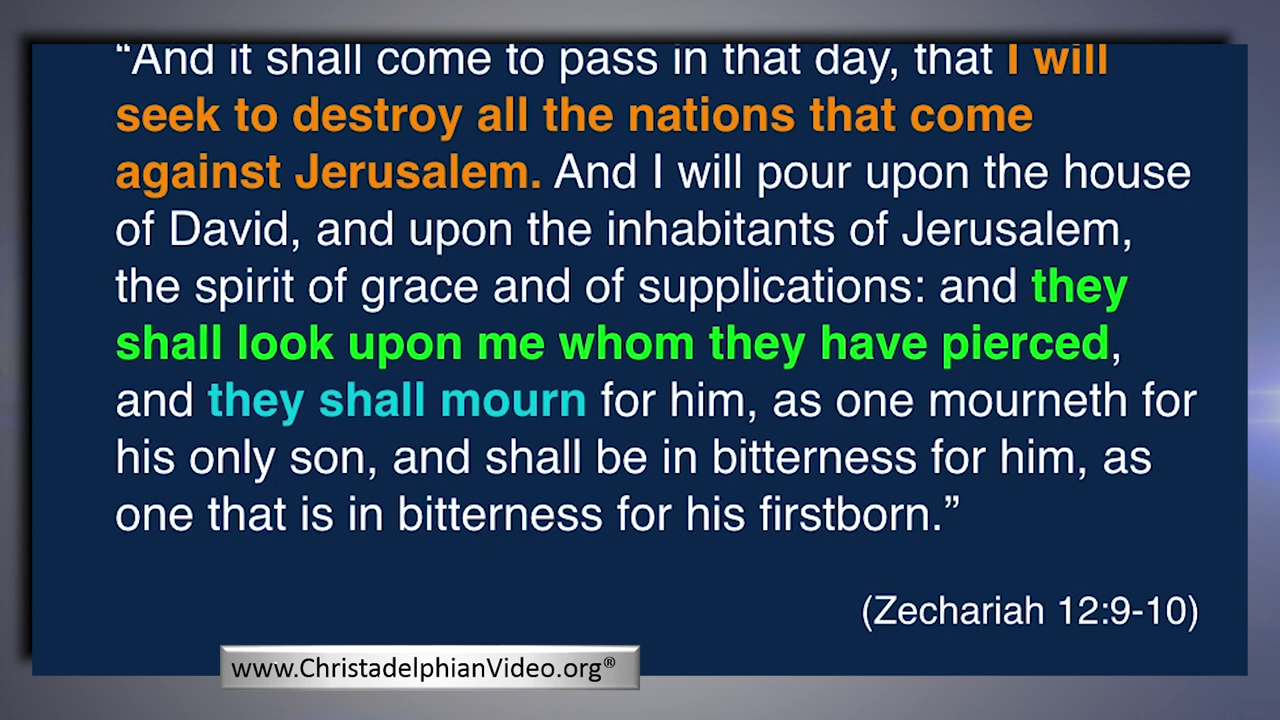 “And it shall come to pass in that day, that I will
seek to destroy all the nations that come
against Jerusalem. And I will pour upon the house
of David, and upon the inhabitants of Jerusalem,
the spirit of grace and of supplications: and they
shall look upon me whom they have pierced,
and they shall mourn for him, as one mourneth for
his only son, and shall be in bitterness for him, as
one that is in bitterness for his firstborn.”
(Zechariah 12:9-10)
www.ChristadelphianVideo.org®